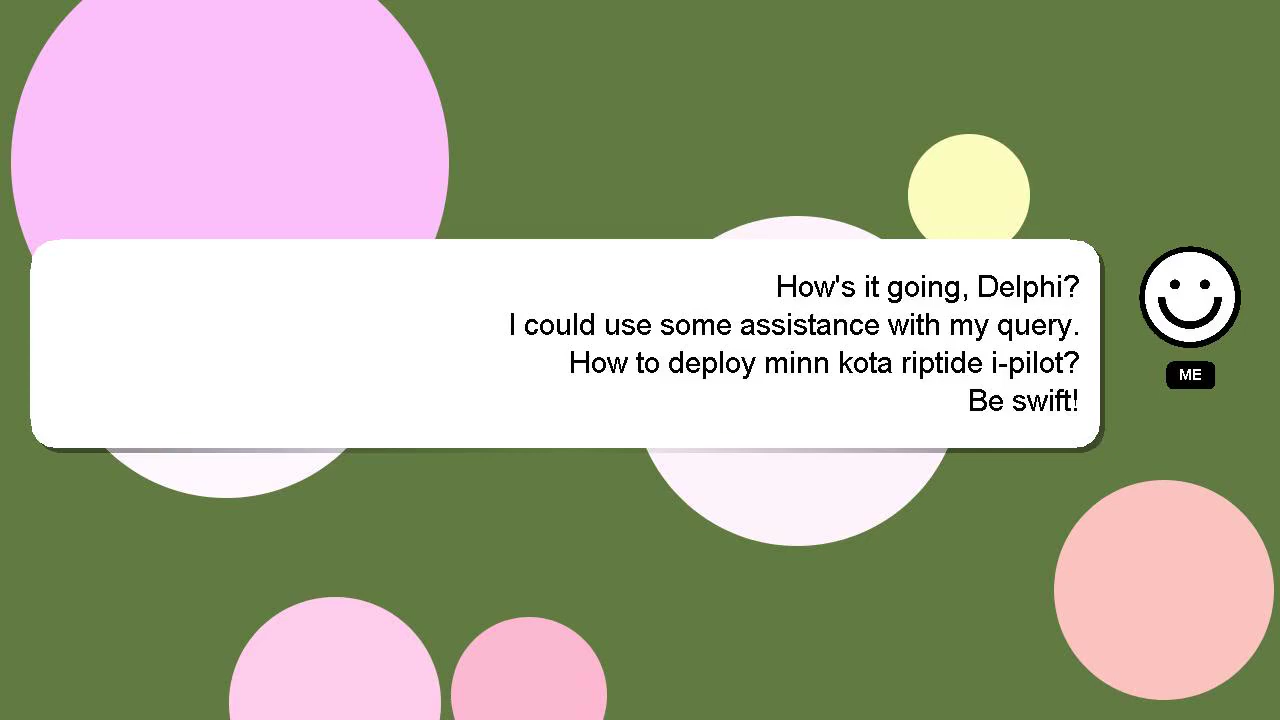 How's it going, Delphi?
I could use some assistance with my query.
How to deploy minn kota riptide i-pilot?
Be swift!
ME